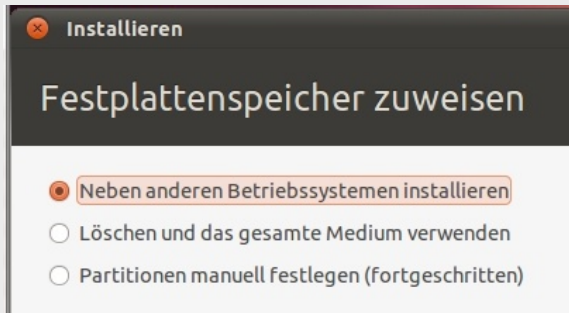 Installieren
Festplattenspeicher zuweisen
Neben anderen Betriebssystemen installieren
Löschen und das gesamte Medium verwenden
Partitionen manuell festlegen (fortgeschritten)